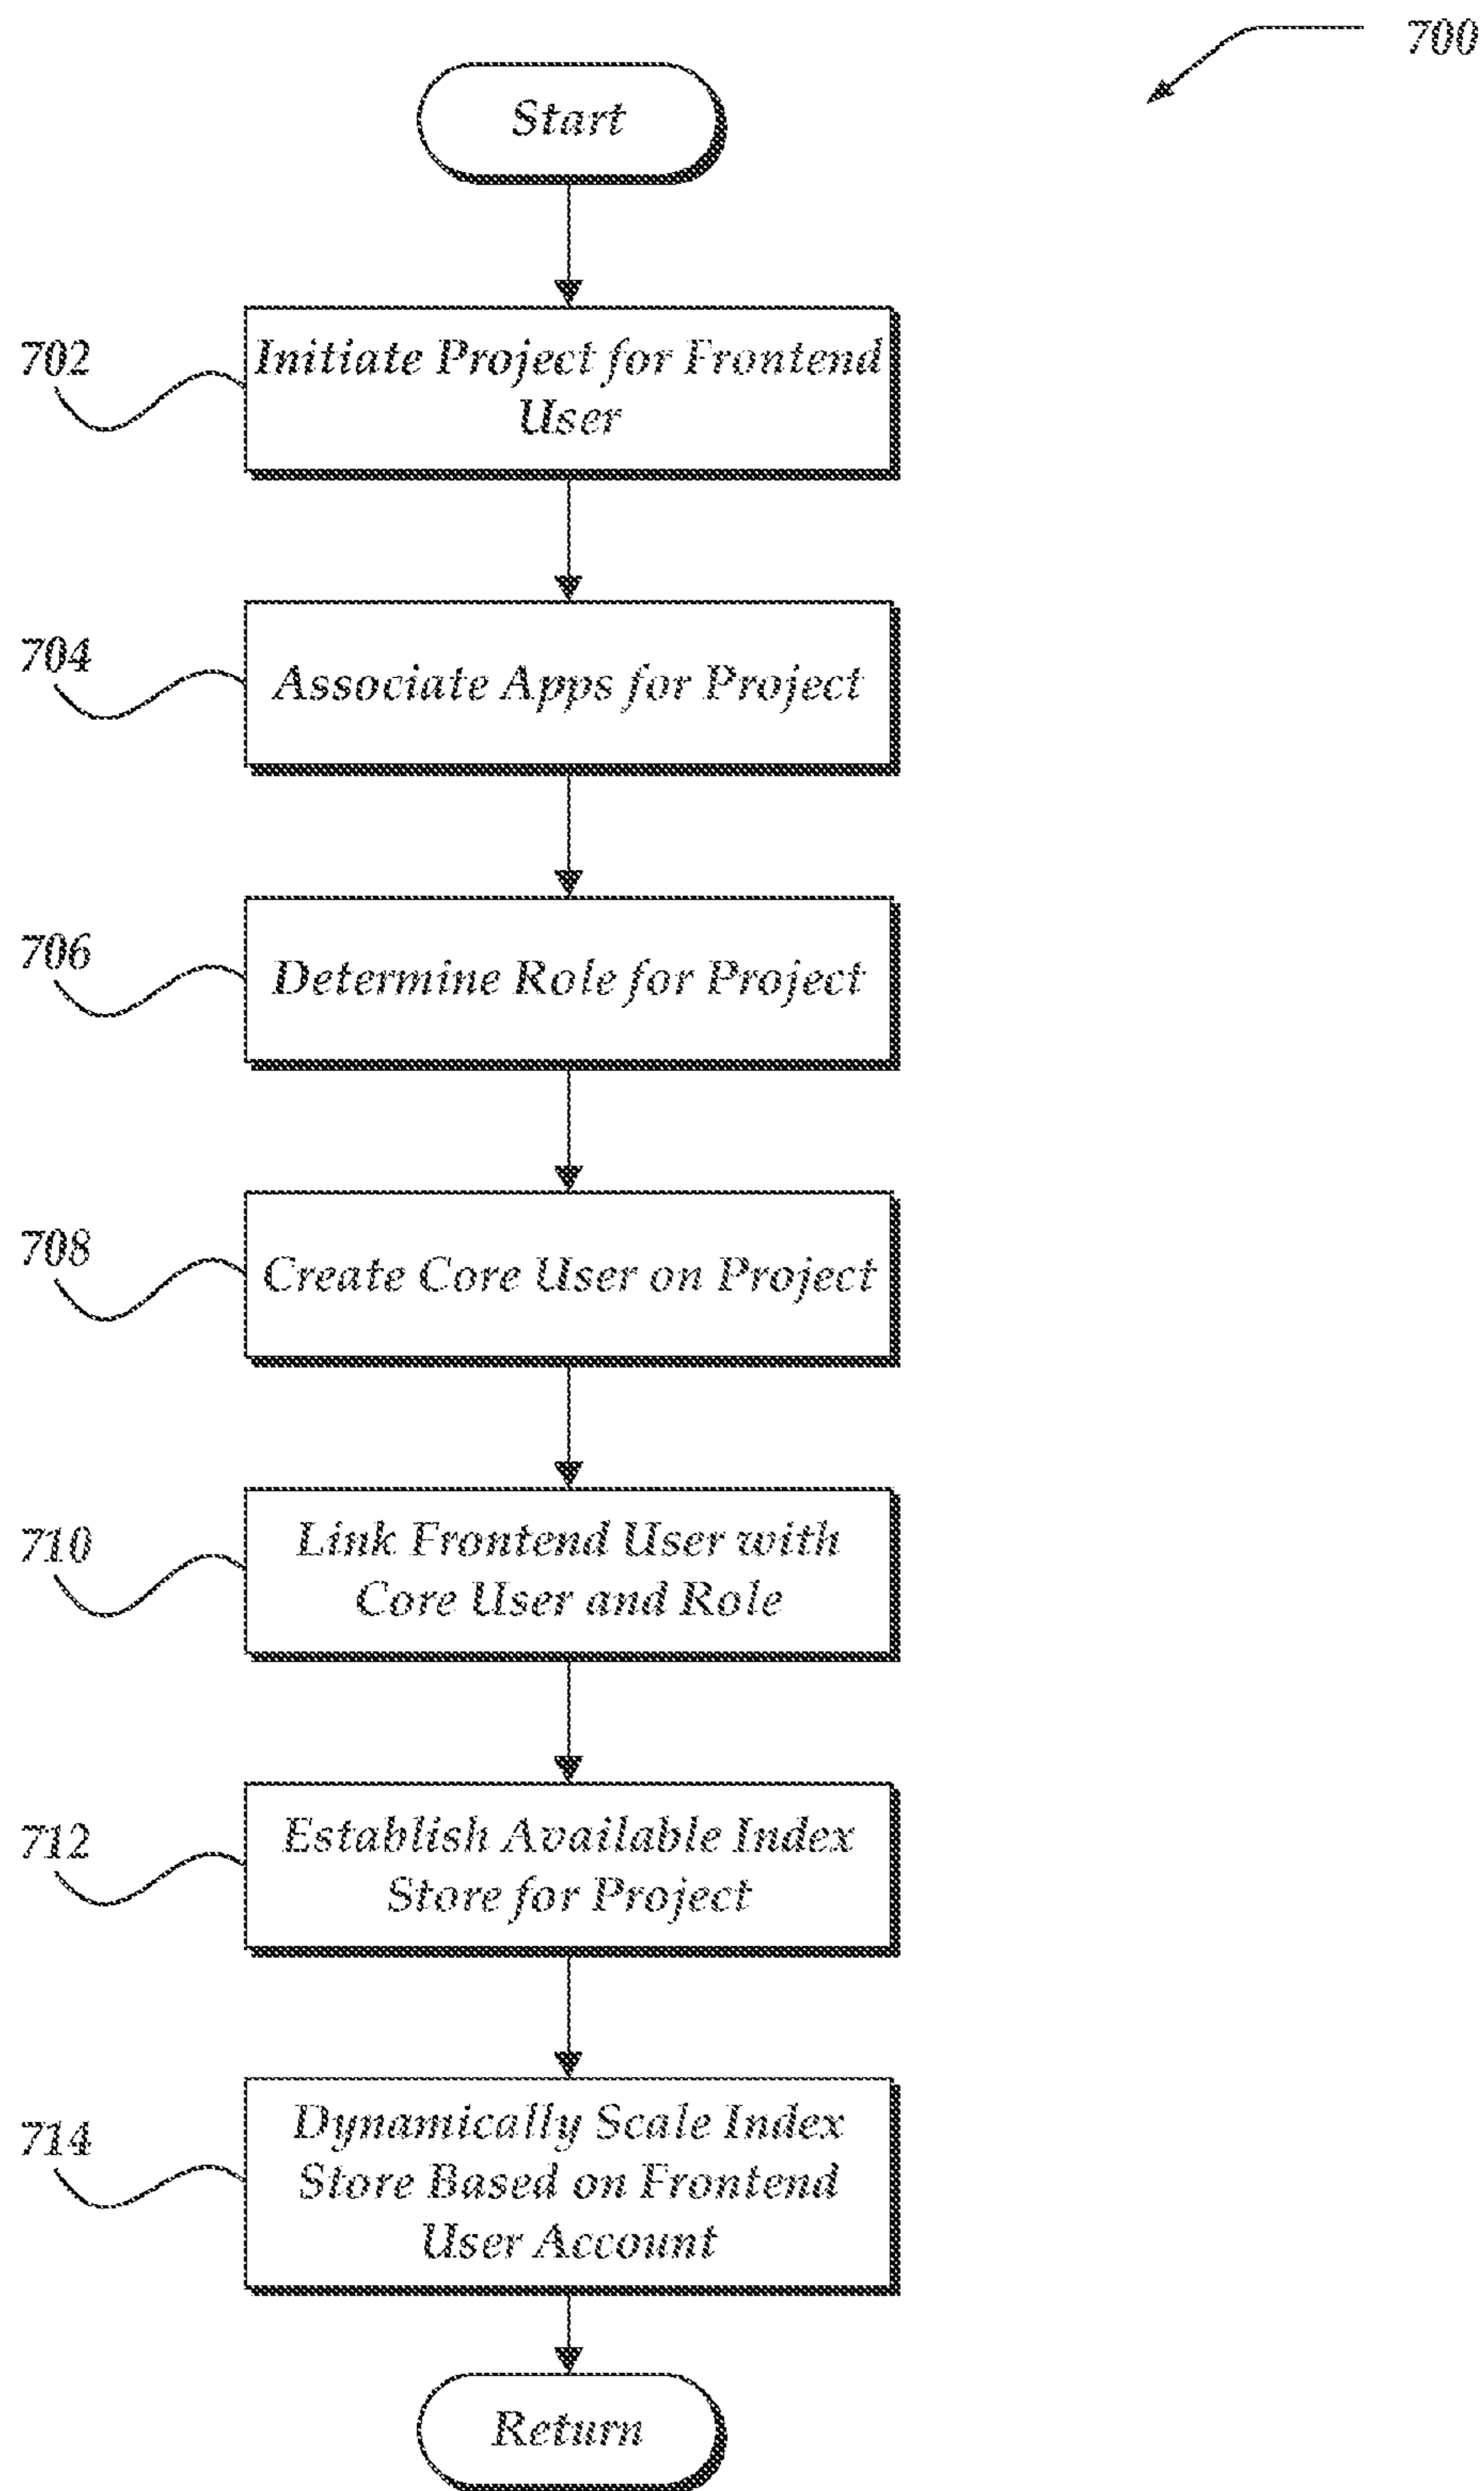 700
Start
702
Initiate Project for Frontend
User
704
Associate Apps for Project
706
Determine Role for Project
708
Create Core User on Project
710
Link Frontend User with
Core User and Role
712
Establish Available Index
Store for Project
714
Dynamically Scale Index
Store Based on Frontend
User Account
Return